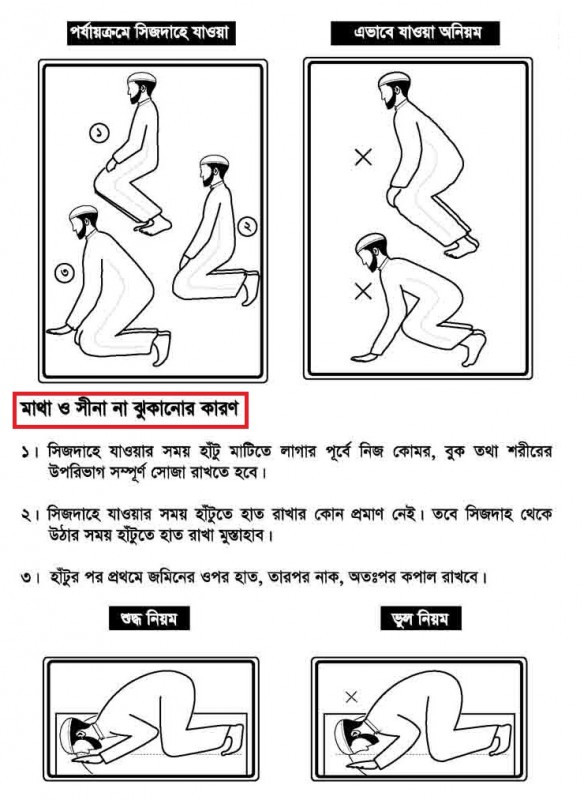 পর্যায়ক্রমে সিজদাহে যাওয়া
এভাবে যাওয়া অনিয়ম
১
২
৩
মাথা ও সীনা না ঝুকানোর কারণ
১। সিজদাহে যাওয়ার সময় হাঁটু মাটিতে লাগার পূর্বে নিজ কোমর, বুক তথা শরীরের
উপরিভাগ সম্পূর্ণ সোজা রাখতে হবে।
২। সিজদাহে যাওয়ার সময় হাঁটুতে হাত রাখার কোন প্রমাণ নেই। তবে সিজদাহ থেকে
উঠার সময় হাঁটুতে হাত রাখা মুস্তাহাব।
৩। হাঁটুর পর প্রথমে জমিনের ওপর হাত, তারপর নাক, অতঃপর কপাল রাখবে।
শুদ্ধ নিয়ম
ভুল নিয়ম